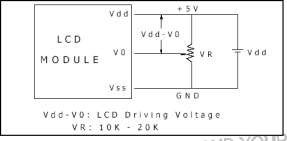 Vdd +5V
LCD
MODULE
Vdd-V0
V0 VR Vdd
Vss
GND
Vdd-V0: LCD Driving Voltage
VR: 10K - 20K